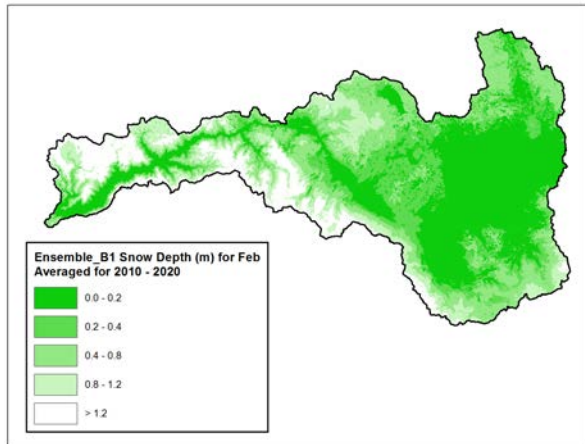 Ensemble_B1 Snow Depth (m) for Feb
Averaged for 2010 - 2020
0.0 - 0.2
0.2 - 0.4
0.4 - 0.8
0.8 - 1.2
> 1.2